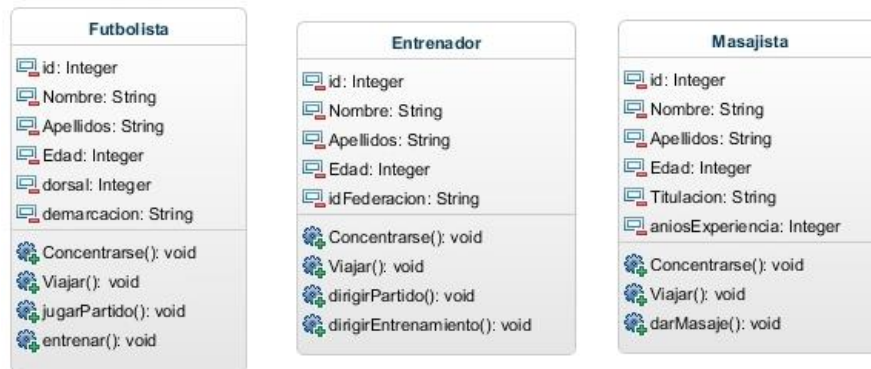 Futbolista
id: Integer
Nombre: String
Apellidos: String
Edad: Integer
dorsal: Integer
demarcacion: String
Concentrarse(): void
Viajar(): void
jugarPartido(): void
entrenar(): void
Entrenador
id: Integer
Nombre: String
Apellidos: String
Edad: Integer
idFederacion: String
Concentrarse(): void
Viajar(): void
dirigirPartido(): void
dirigirEntrenamiento(): void
Masajista
id: Integer
Nombre: String
Apellidos: String
Edad: Integer
Titulacion: String
aniosExperiencia: Integer
Concentrarse(): void
Viajar(): void
darMasaje(): void